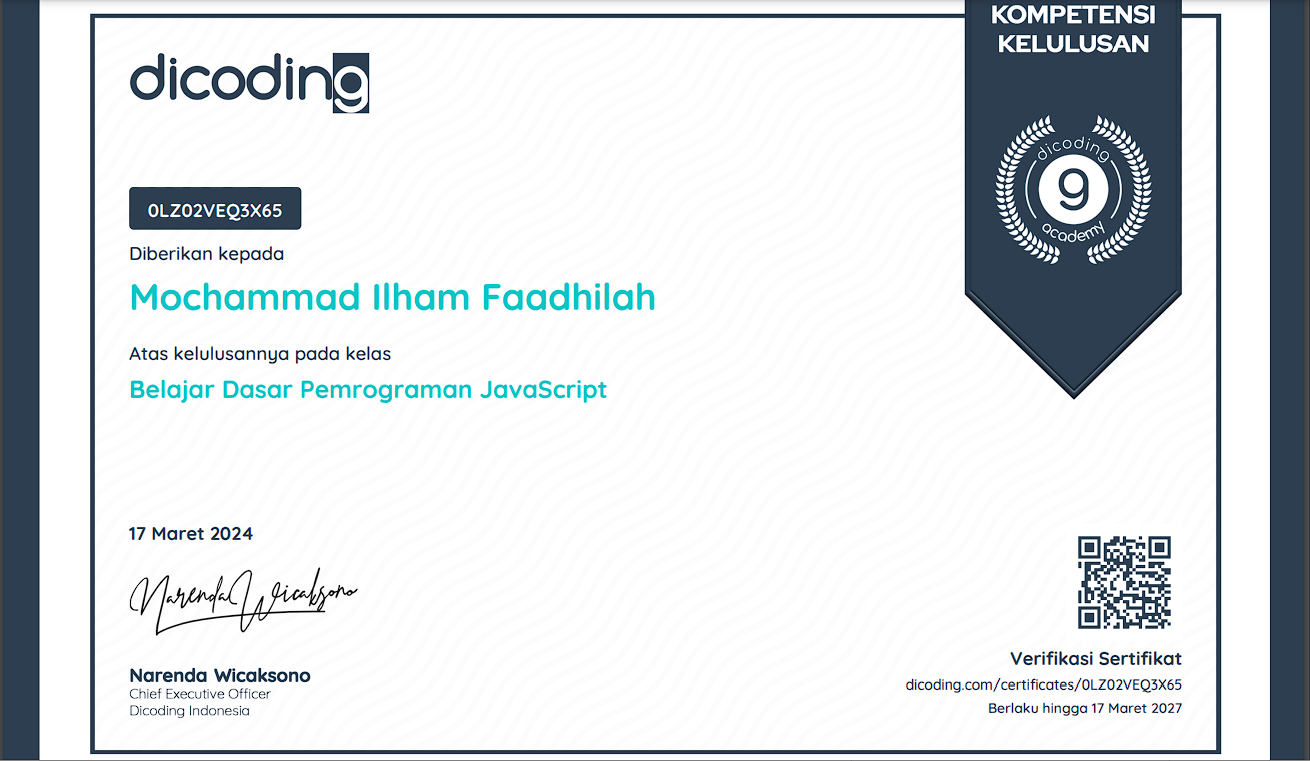 KOMPETENSI
KELULUSAN
dicoding
dicoding
9
academy
0LZ02VEQ3X65
Diberikan kepada
Mochammad Ilham Faadhilah
Atas kelulusannya pada kelas
Belajar Dasar Pemrograman JavaScript
17 Maret 2024
Narenda Wicaksono
Narenda Wicaksono
Chief Executive Officer
Dicoding Indonesia
Verifikasi Sertifikat
dicoding.com/certificates/0LZ02VEQ3X65
Berlaku hingga 17 Maret 2027